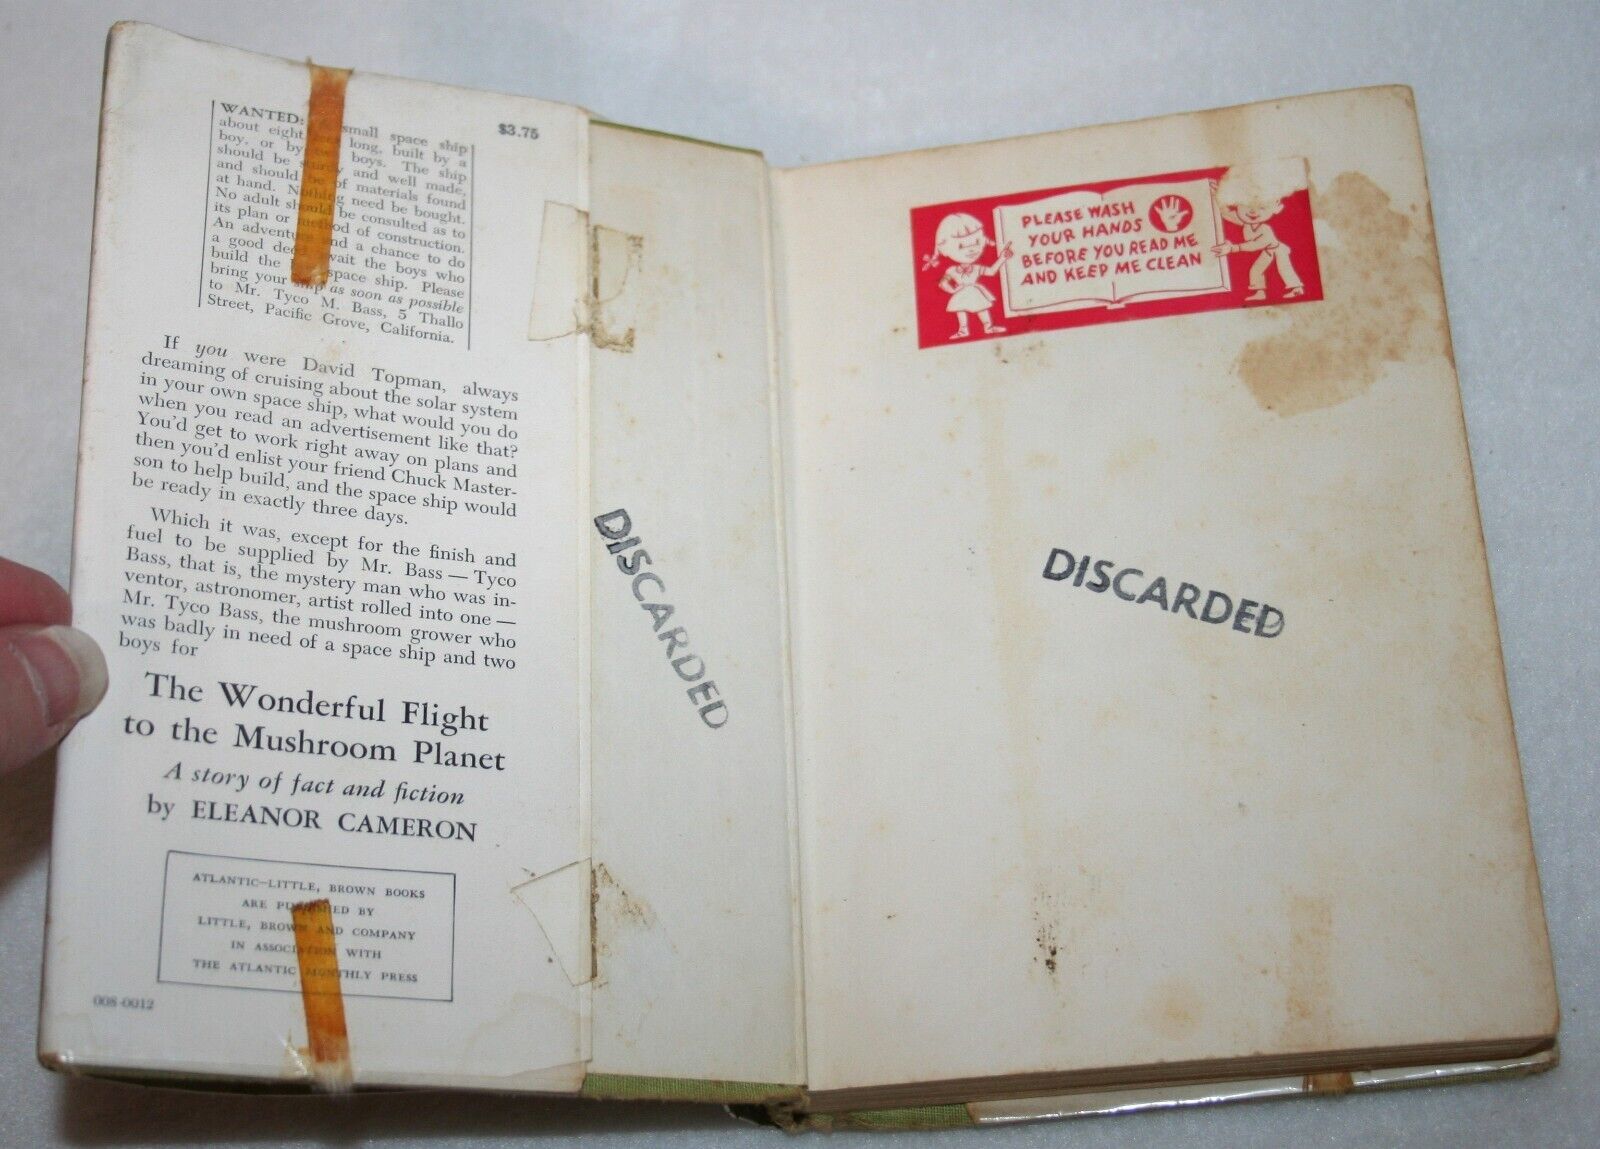 $3.75
WANTED: small space ship
about eight long, built by a
boy, or by two boys. The ship
should be sturdy and well made,
and should be of materials found
at hand. Nothing need be bought.
No adult should be consulted as to
its plan or method of construction.
An adventure and a chance to do
a good deed wait the boys who
build the space ship. Please
bring your ship as soon as possible
to Mr. Tyco M. Bass, 5 Thallo
Street, Pacific Grove, California.
If you were David Topman, always
dreaming of cruising about the solar system
in your own space ship, what would you do
when you read an advertisement like that?
You'd get to work right away on plans and
then you'd enlist your friend Chuck Master-
son to help build, and the space ship would
be ready in exactly three days.
Which it was, except for the finish and
fuel to be supplied by Mr. Bass — Tyco
Bass, that is, the mystery man who was in-
ventor, astronomer, artist rolled into one —
Mr. Tyco Bass, the mushroom grower who
was badly in need of a space ship and two
boys for
The Wonderful Flight
to the Mushroom Planet
A story of fact and fiction
by ELEANOR CAMERON
ATLANTIC–LITTLE, BROWN BOOKS
ARE PUBLISHED BY
LITTLE, BROWN AND COMPANY
IN ASSOCIATION WITH
THE ATLANTIC MONTHLY PRESS
008-0012
DISCARDED
PLEASE WASH
YOUR HANDS
BEFORE YOU READ ME
AND KEEP ME CLEAN
DISCARDED